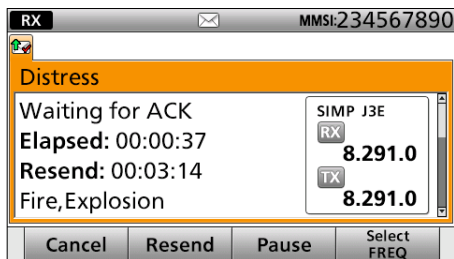 RX MMSI:234567890
Distress
Waiting for ACK
Elapsed: 00:00:37
Resend: 00:03:14
Fire,Explosion
SIMP J3E
RX
8.291.0
TX
8.291.0
Cancel Resend Pause Select FREQ